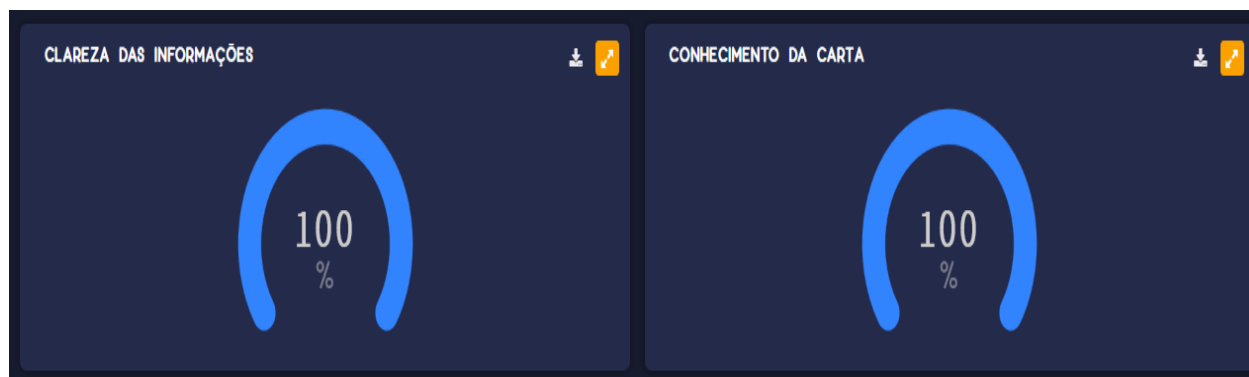 CLAREZA DAS INFORMAÇÕES
100
%
CONHECIMENTO DA CARTA
100
%